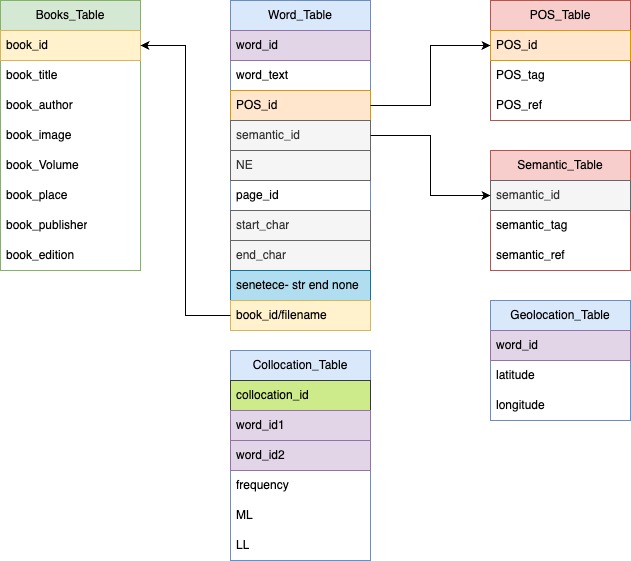 Books_Table
book_id
book_title
book_author
book_image
book_Volume
book_place
book_publisher
book_edition
Word_Table
word_id
word_text
POS_id
semantic_id
NE
page_id
start_char
end_char
senetece- str end none
book_id/filename
Collocation_Table
collocation_id
word_id1
word_id2
frequency
ML
LL
POS_Table
POS_id
POS_tag
POS_ref
Semantic_Table
semantic_id
semantic_tag
semantic_ref
Geolocation_Table
word_id
latitude
longitude